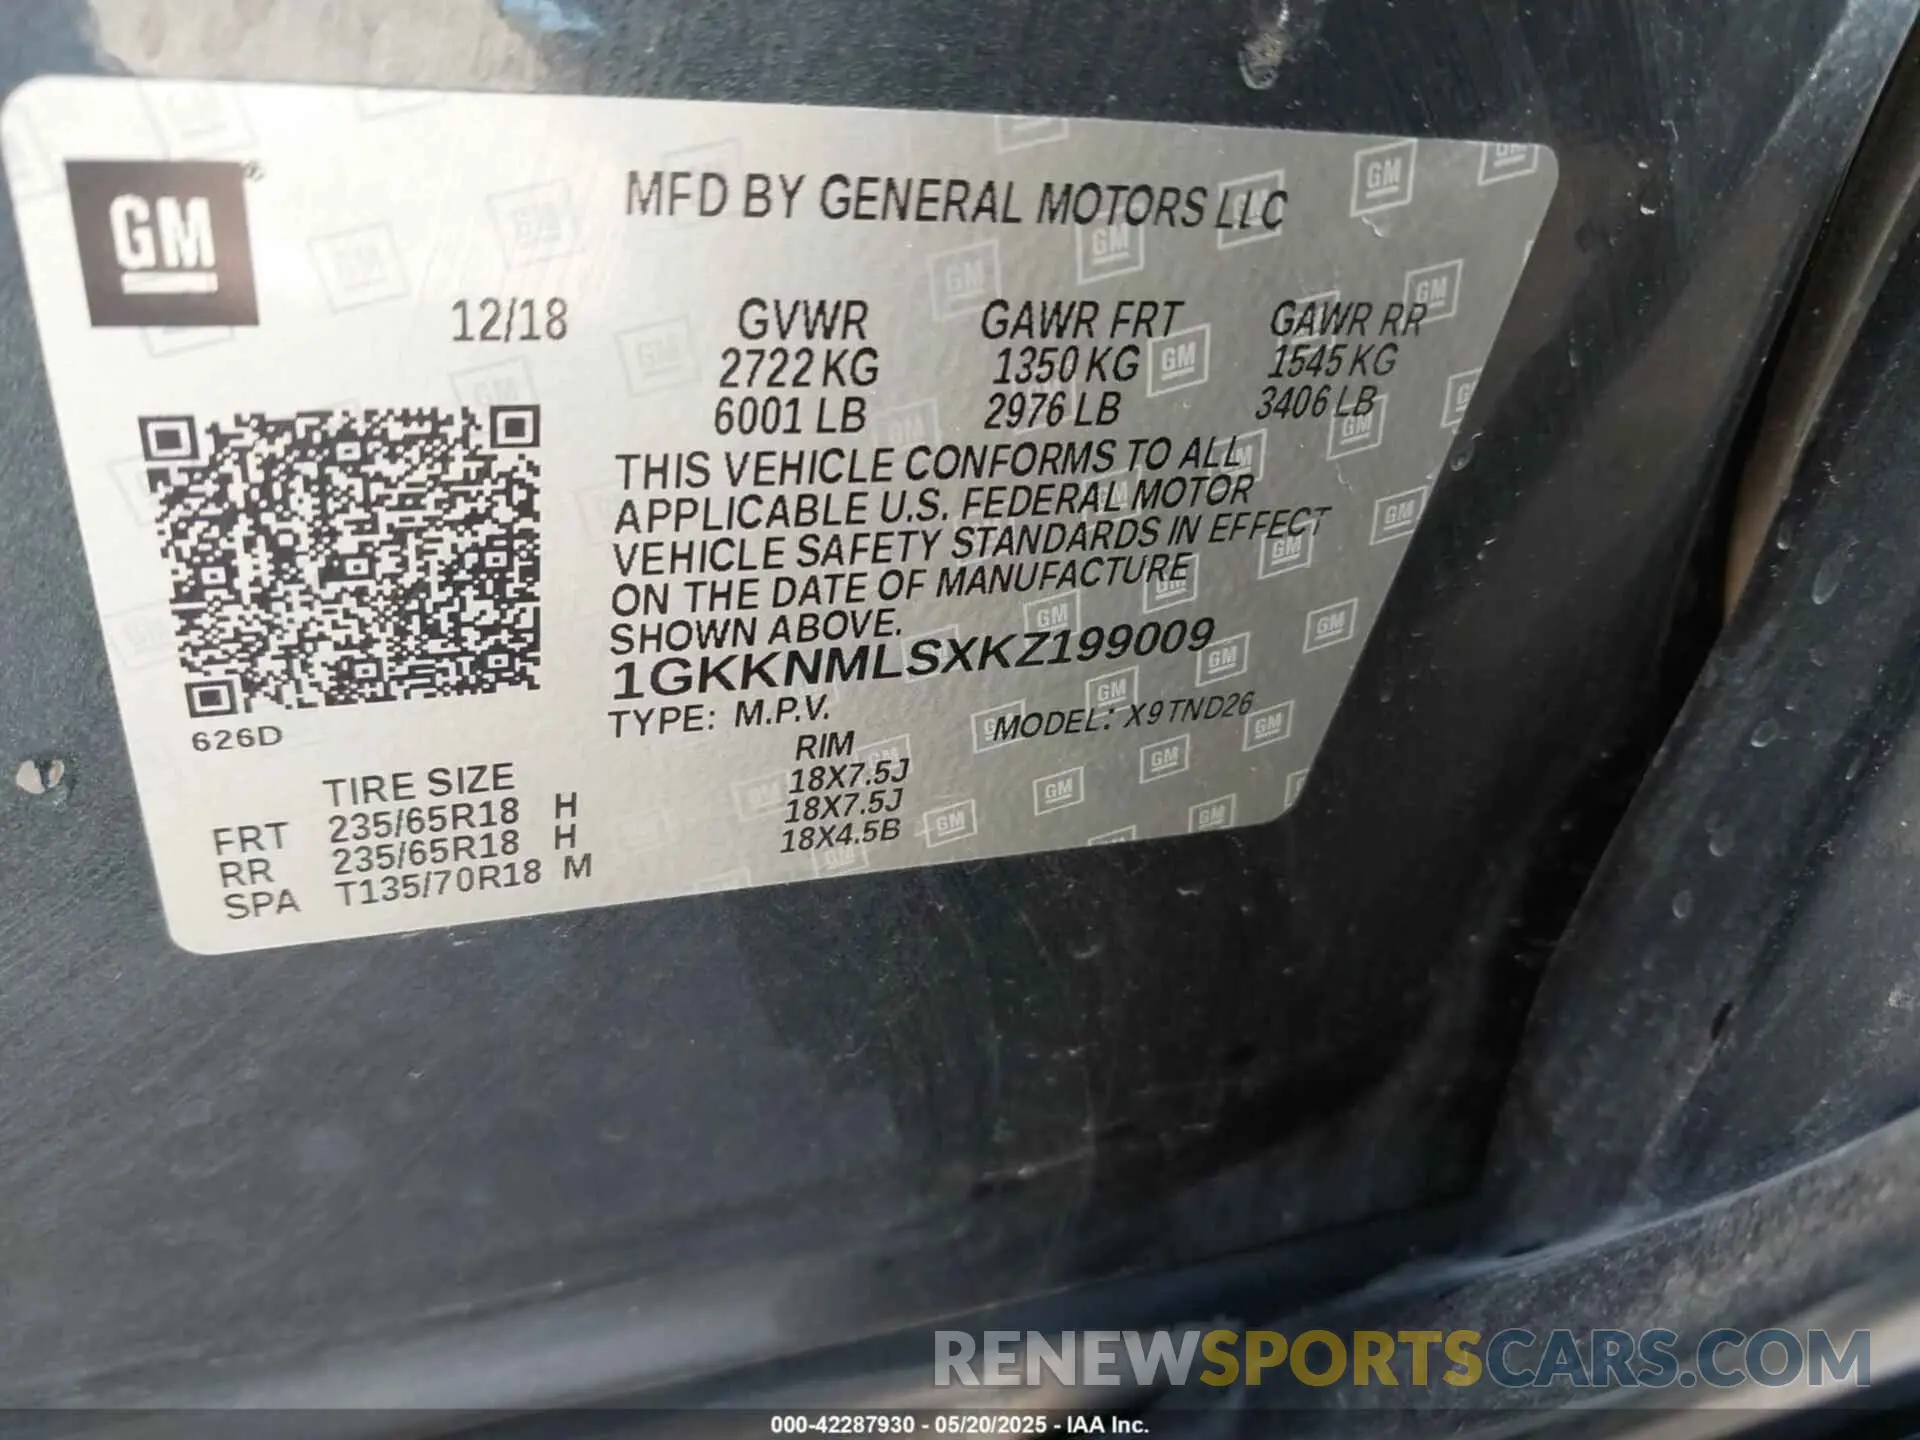 GM
MFD BY GENERAL MOTORS LLC
12/18 GVWR GAWR FRT GAWR RR
2722 KG 1350 KG 1545 KG
6001 LB 2976 LB 3406 LB
THIS VEHICLE CONFORMS TO ALL
APPLICABLE U.S. FEDERAL MOTOR
VEHICLE SAFETY STANDARDS IN EFFECT
ON THE DATE OF MANUFACTURE
SHOWN ABOVE.
1GKKNMLSXKZ199009
TYPE: M.P.V. MODEL: X9TND26
626D
TIRE SIZE RIM
FRT 235/65R18 H 18X7.5J
RR 235/65R18 H 18X7.5J
SPA T135/70R18 M 18X4.5B
RENEWSPORTSCARS.COM
000-42287930 - 05/20/2025 - IAA Inc.